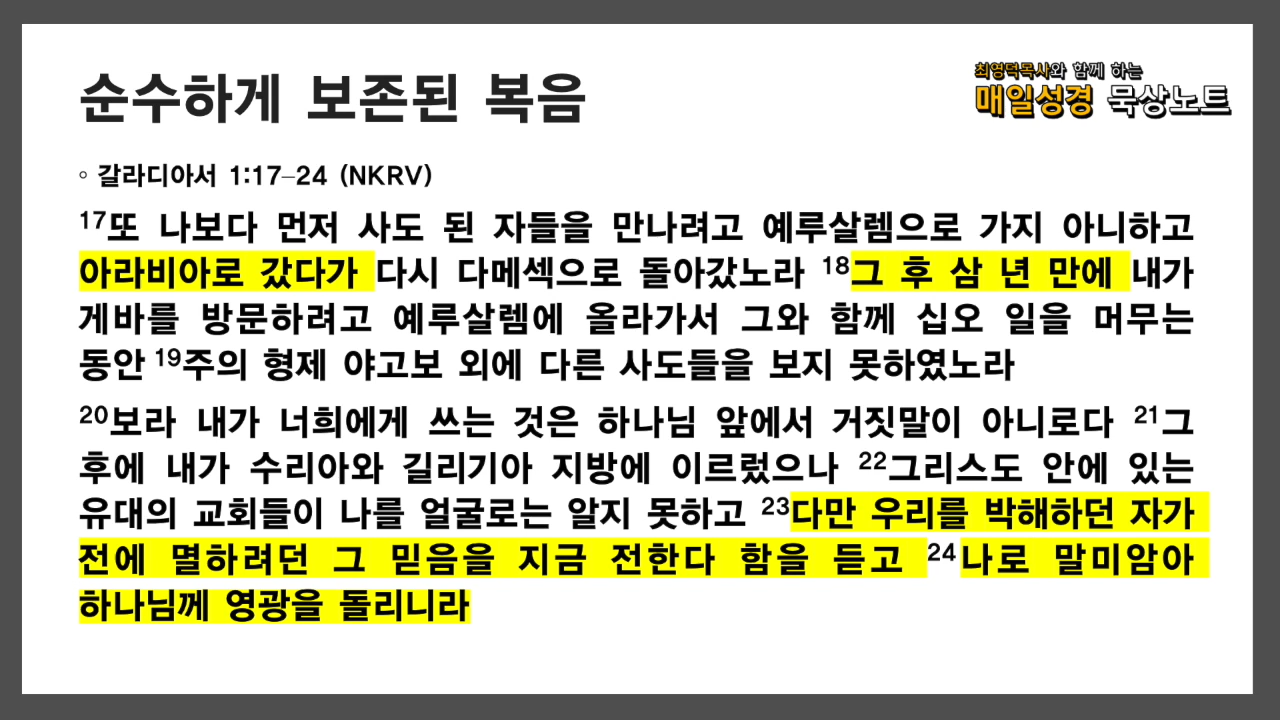 순수하게 보존된 복음
최영덕목사와 함께 하는
매일성경 묵상노트
◦ 갈라디아서 1:17–24 (NKRV)
17또 나보다 먼저 사도 된 자들을 만나려고 예루살렘으로 가지 아니하고
아라비아로 갔다가 다시 다메섹으로 돌아갔노라 18그 후 삼 년 만에 내가
게바를 방문하려고 예루살렘에 올라가서 그와 함께 십오 일을 머무는
동안 19주의 형제 야고보 외에 다른 사도들을 보지 못하였노라
20보라 내가 너희에게 쓰는 것은 하나님 앞에서 거짓말이 아니로다 21그
후에 내가 수리아와 길리기아 지방에 이르렀으나 22그리스도 안에 있는
유대의 교회들이 나를 얼굴로는 알지 못하고 23다만 우리를 박해하던 자가
전에 멸하려던 그 믿음을 지금 전한다 함을 듣고 24나로 말미암아
하나님께 영광을 돌리니라